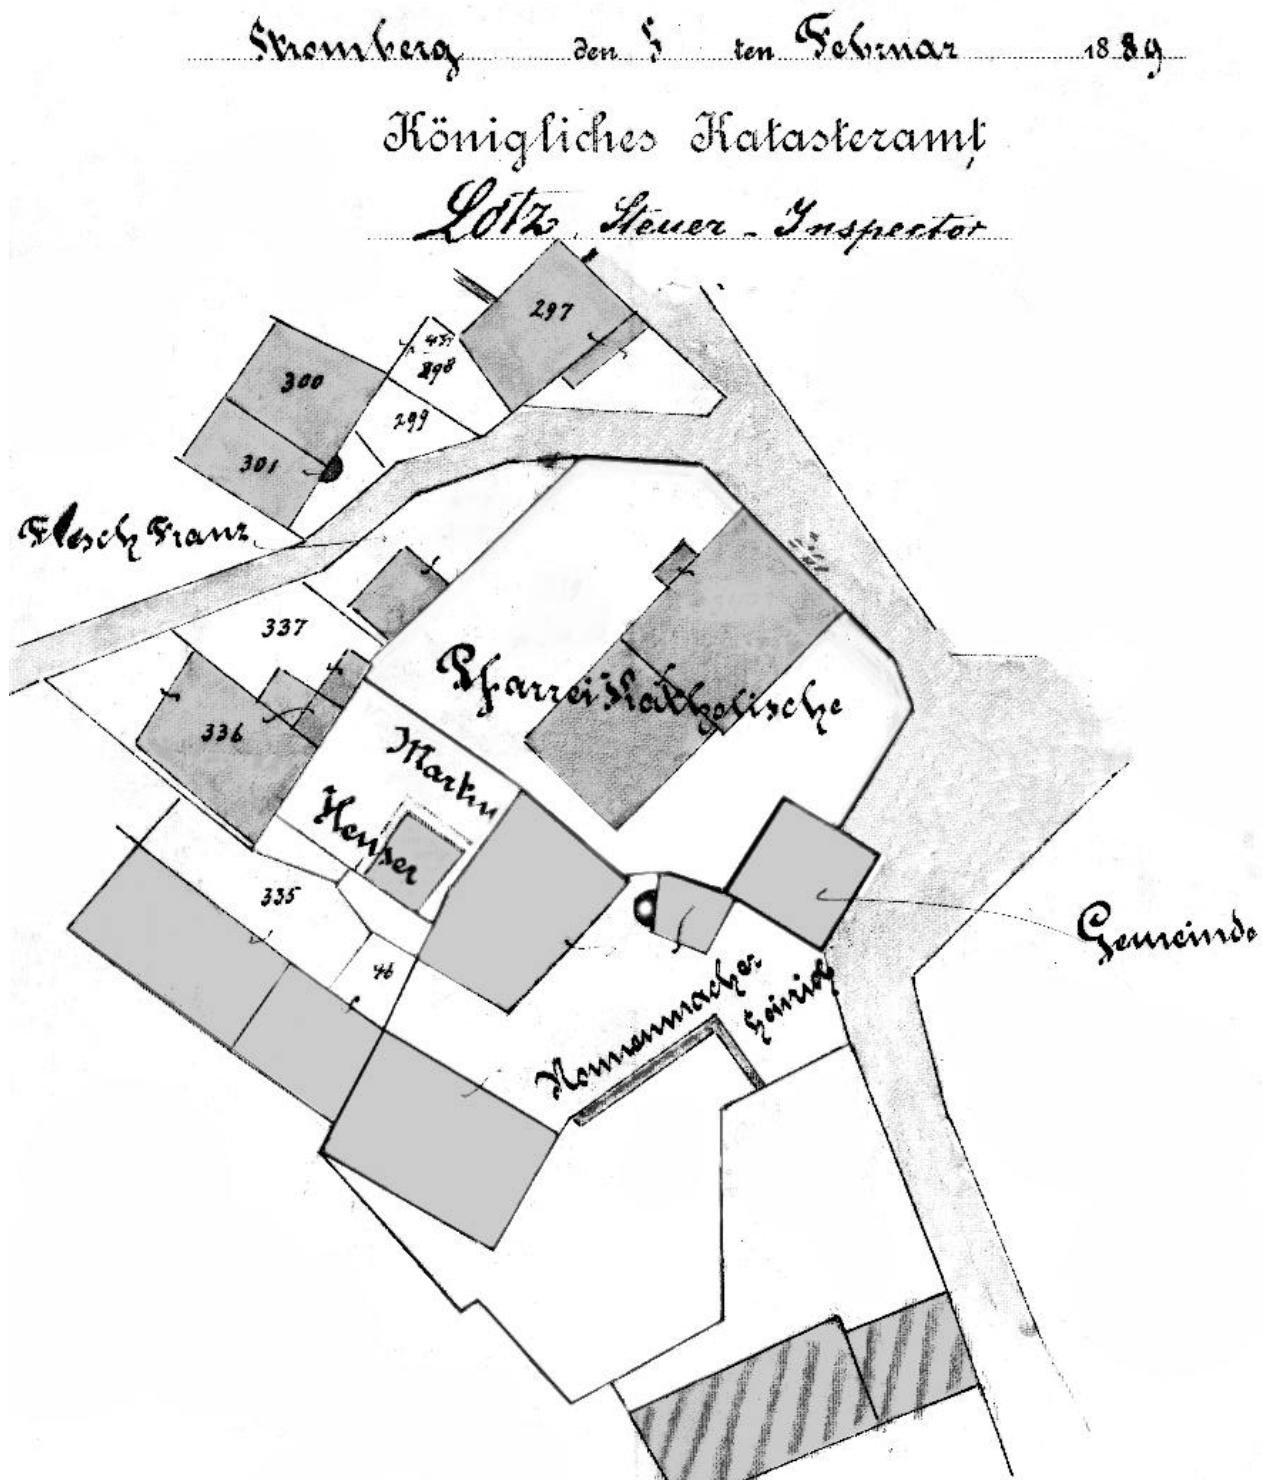 Stromberg den 5 ten Februar 1889
Königliches Katasteramt
Lötz, Steuer-Inspector
297
298
300
299
301
Flesch Franz
337
Pfarrei Katholische
336
Martin
Heuser
335
46
Gemeinde
Nonnenmacher
Heinrich